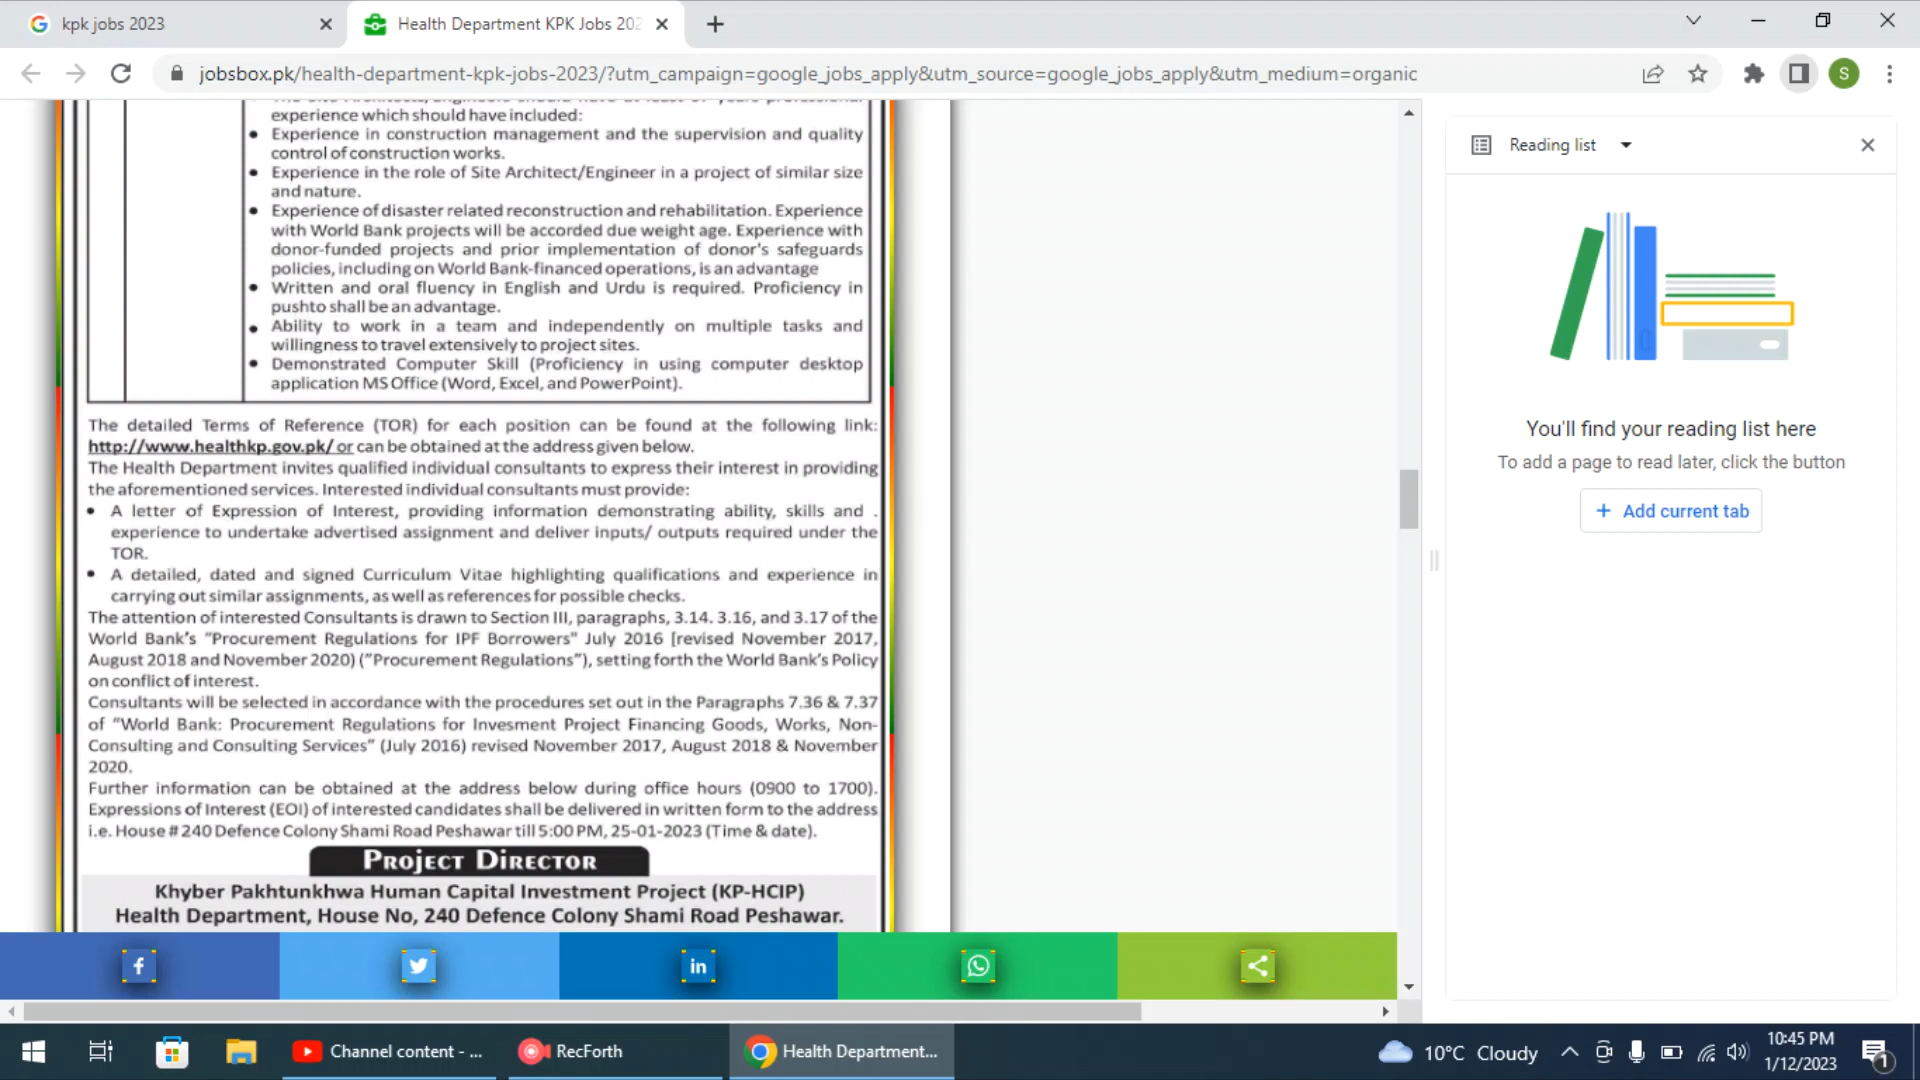 kpk jobs 2023
Health Department KPK Jobs 202
jobsbox.pk/health-department-kpk-jobs-2023/?utm_campaign=google_jobs_apply&utm_source=google_jobs_apply&utm_medium=organic
S
experience which should have included:
• Experience in construction management and the supervision and quality
control of construction works.
• Experience in the role of Site Architect/Engineer in a project of similar size
and nature.
• Experience of disaster related reconstruction and rehabilitation. Experience
with World Bank projects will be accorded due weight age. Experience with
donor-funded projects and prior implementation of donor's safeguards
policies, including on World Bank-financed operations, is an advantage
• Written and oral fluency in English and Urdu is required. Proficiency in
pushto shall be an advantage.
• Ability to work in a team and independently on multiple tasks and
willingness to travel extensively to project sites.
• Demonstrated Computer Skill (Proficiency in using computer desktop
application MS Office (Word, Excel, and PowerPoint).
The detailed Terms of Reference (TOR) for each position can be found at the following link:
http://www.healthkp.gov.pk/ or can be obtained at the address given below.
The Health Department invites qualified individual consultants to express their interest in providing
the aforementioned services. Interested individual consultants must provide:
• A letter of Expression of Interest, providing information demonstrating ability, skills and .
experience to undertake advertised assignment and deliver inputs/ outputs required under the
TOR.
• A detailed, dated and signed Curriculum Vitae highlighting qualifications and experience in
carrying out similar assignments, as well as references for possible checks.
The attention of interested Consultants is drawn to Section III, paragraphs, 3.14. 3.16, and 3.17 of the
World Bank's "Procurement Regulations for IPF Borrowers" July 2016 [revised November 2017,
August 2018 and November 2020) ("Procurement Regulations"), setting forth the World Bank's Policy
on conflict of interest.
Consultants will be selected in accordance with the procedures set out in the Paragraphs 7.36 & 7.37
of "World Bank: Procurement Regulations for Invesment Project Financing Goods, Works, Non-
Consulting and Consulting Services" (July 2016) revised November 2017, August 2018 & November
2020.
Further information can be obtained at the address below during office hours (0900 to 1700).
Expressions of Interest (EOI) of interested candidates shall be delivered in written form to the address
i.e. House # 240 Defence Colony Shami Road Peshawar till 5:00 PM, 25-01-2023 (Time & date).
PROJECT DIRECTOR
Khyber Pakhtunkhwa Human Capital Investment Project (KP-HCIP)
Health Department, House No, 240 Defence Colony Shami Road Peshawar.
Reading list
You'll find your reading list here
To add a page to read later, click the button
+ Add current tab
Channel content - ...
RecForth
Health Department...
10°C Cloudy
10:45 PM
1/12/2023
1